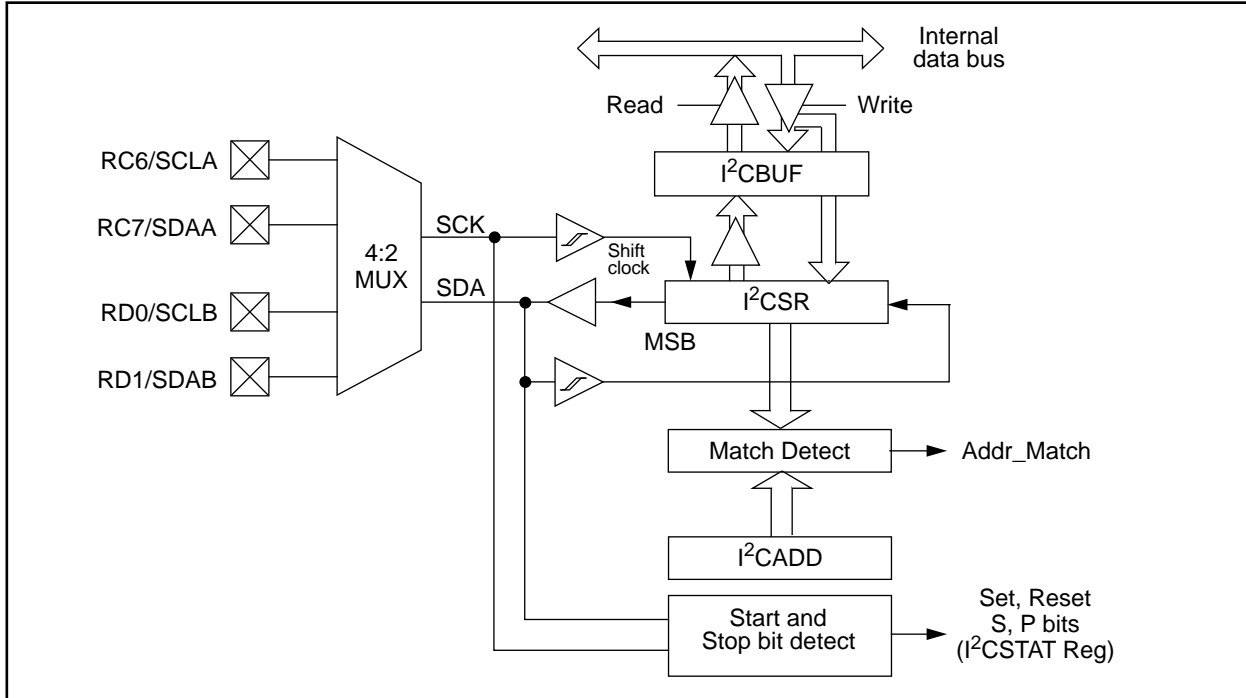 Internal
data bus
Read
Write
I²CBUF
RC6/SCLA
RC7/SDAA
RD0/SCLB
RD1/SDAB
4:2
MUX
SCK
SDA
Shift
clock
I²CSR
MSB
Match Detect
Addr_Match
I²CADD
Start and
Stop bit detect
Set, Reset
S, P bits
(I²CSTAT Reg)